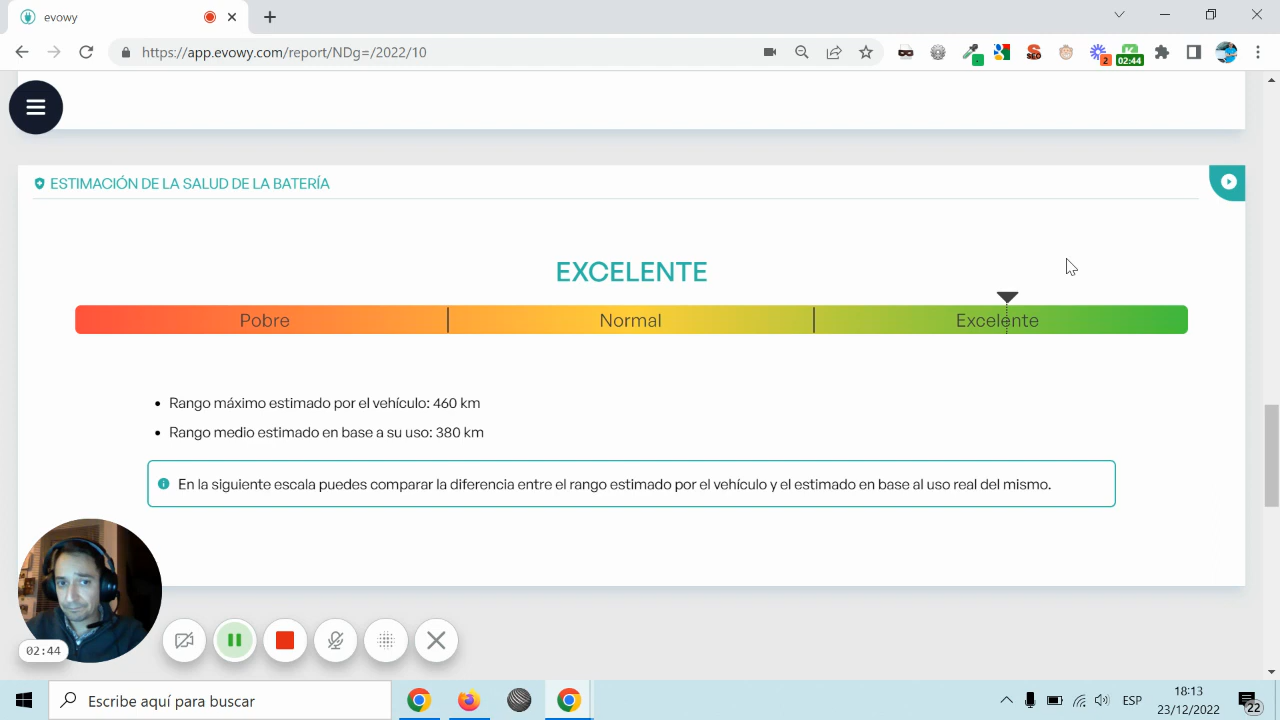 evowy
https://app.evowy.com/report/NDg=/2022/10
SEO
2
02:44
ESTIMACIÓN DE LA SALUD DE LA BATERÍA
EXCELENTE
Pobre
Normal
Excelente
Rango máximo estimado por el vehículo: 460 km
Rango medio estimado en base a su uso: 380 km
En la siguiente escala puedes comparar la diferencia entre el rango estimado por el vehículo y el estimado en base al uso real del mismo.
02:44
Escribe aquí para buscar
ESP
18:13
23/12/2022
22